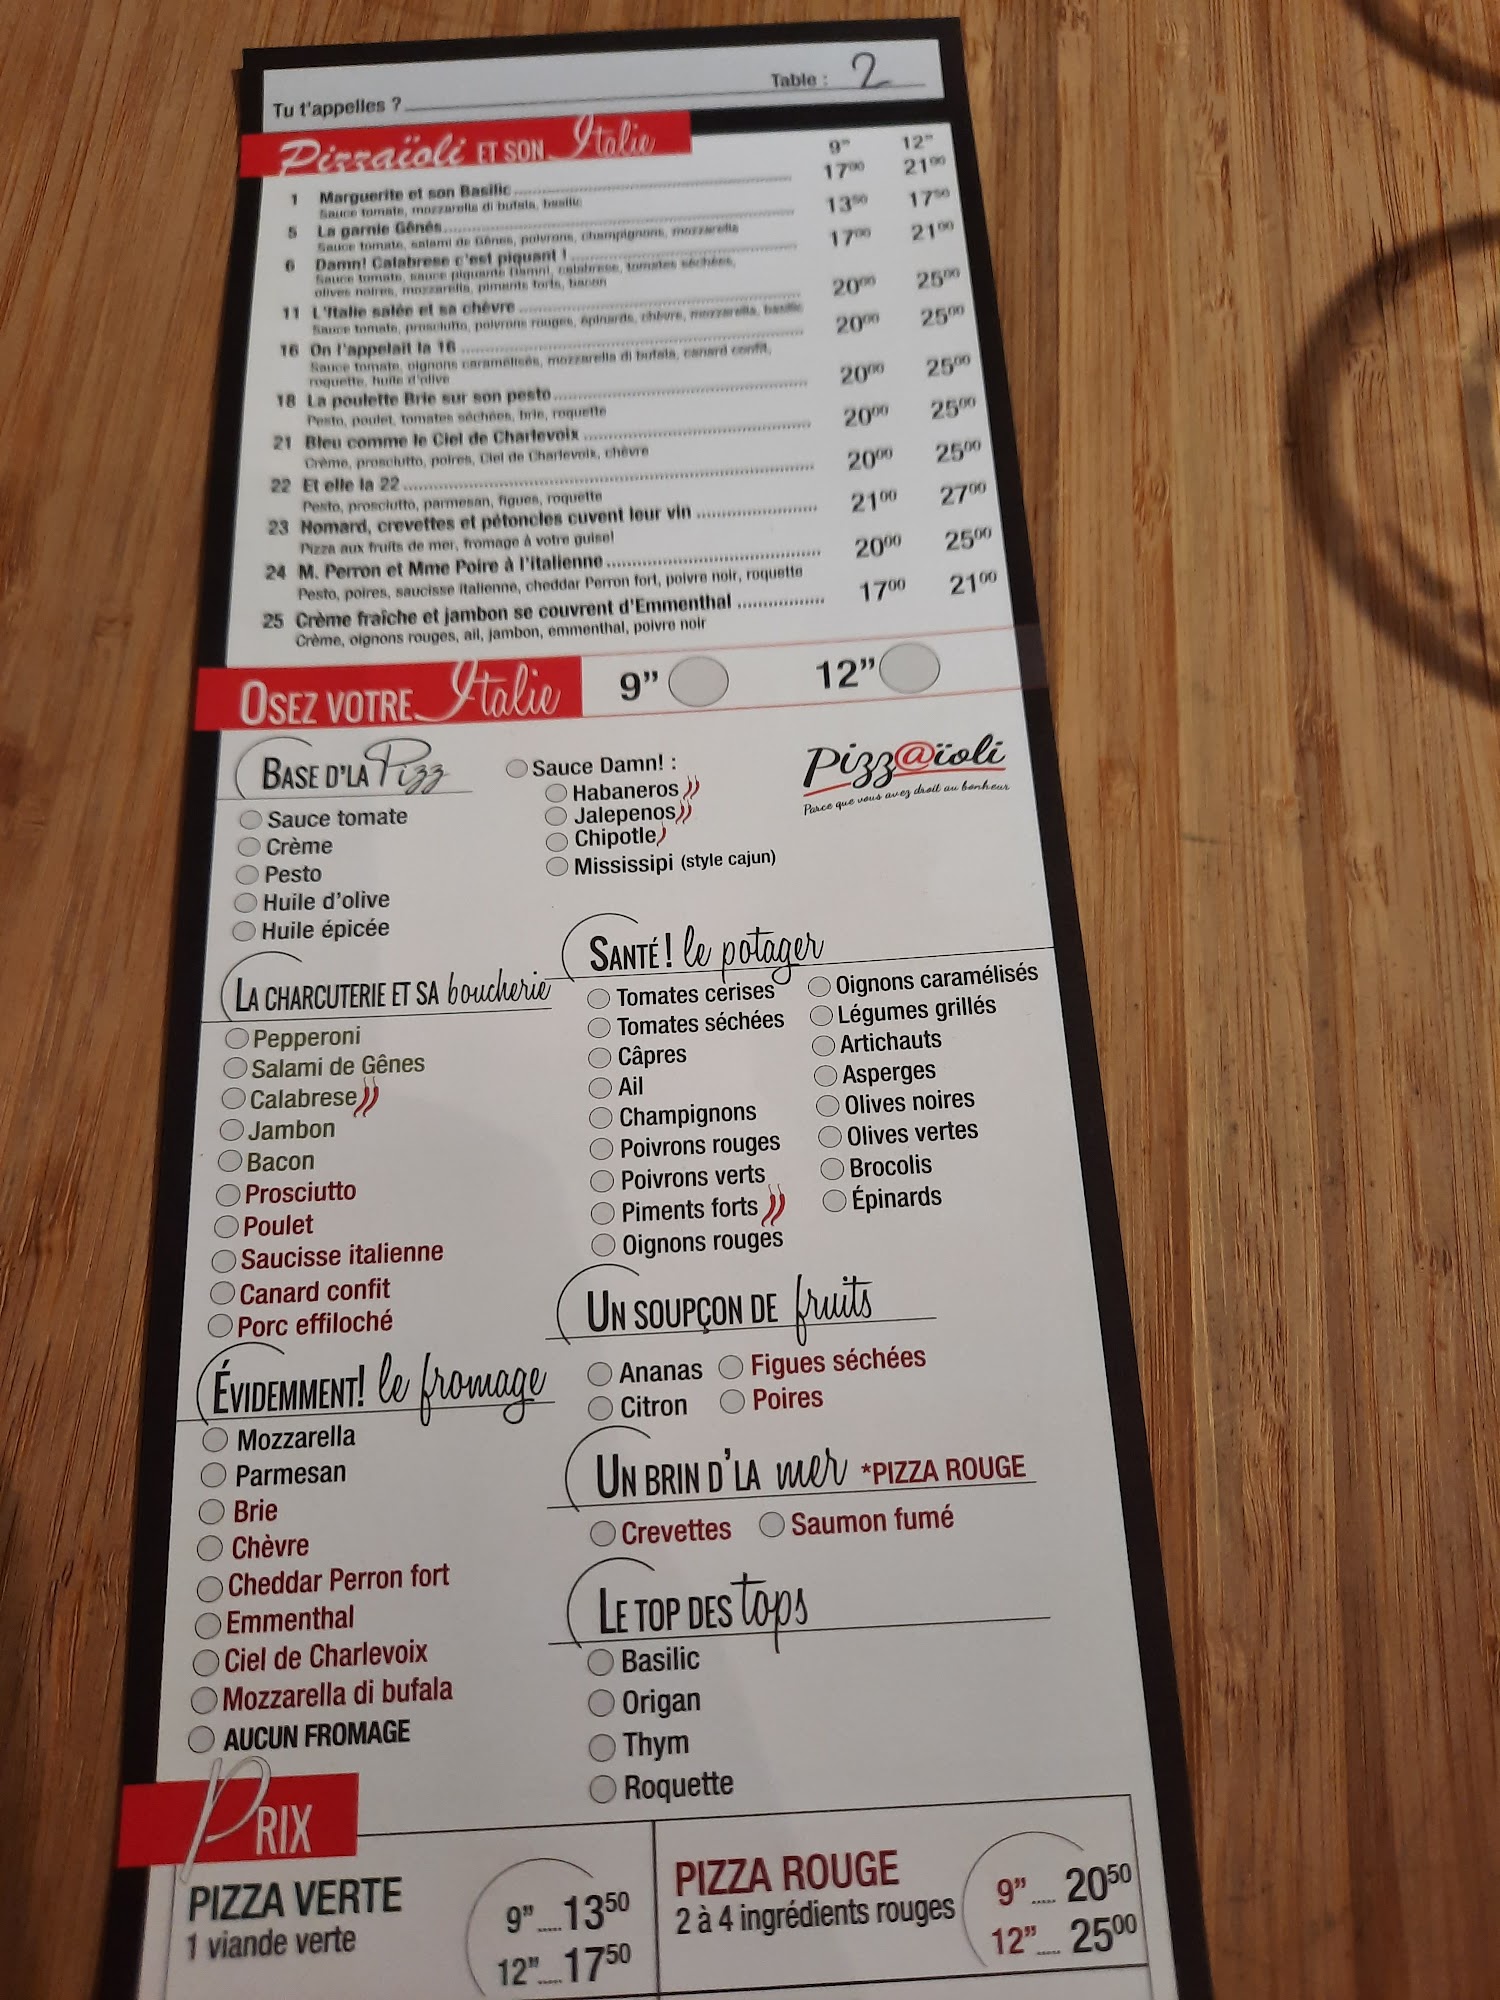 Tu t'appelles ? Table : 2
Pizzaïoli ET SON Italie 9" 12"
1 Marguerite et son Basilic 17⁰⁰ 21⁰⁰
Sauce tomate, mozzarella di bufala, basilic
5 La garnie Gênes 13⁵⁰ 17⁵⁰
Sauce tomate, salami de Gênes, poivrons, champignons, mozzarella
6 Damn! Calabrese c'est piquant ! 17⁰⁰ 21⁰⁰
Sauce tomate, sauce piquante Damn!, calabrese, tomates séchées,
olives noires, mozzarella, piments forts, bacon
11 L'Italie salée et sa chèvre 20⁰⁰ 25⁰⁰
Sauce tomate, prosciutto, poivrons rouges, épinards, chèvre, mozzarella, basilic
16 On l'appelait la 16 20⁰⁰ 25⁰⁰
Sauce tomate, oignons caramélisés, mozzarella di bufala, canard confit,
roquette, huile d'olive
18 La poulette Brie sur son pesto 20⁰⁰ 25⁰⁰
Pesto, poulet, tomates séchées, brie, roquette
21 Bleu comme le Ciel de Charlevoix 20⁰⁰ 25⁰⁰
Crème, prosciutto, poires, Ciel de Charlevoix, chèvre
22 Et elle la 22 20⁰⁰ 25⁰⁰
Pesto, prosciutto, parmesan, figues, roquette
23 Homard, crevettes et pétoncles cuvent leur vin 21⁰⁰ 27⁰⁰
Pizza aux fruits de mer, fromage à votre guise!
24 M. Perron et Mme Poire à l'italienne 20⁰⁰ 25⁰⁰
Pesto, poires, saucisse italienne, cheddar Perron fort, poivre noir, roquette
25 Crème fraîche et jambon se couvrent d'Emmenthal 17⁰⁰ 21⁰⁰
Crème, oignons rouges, ail, jambon, emmenthal, poivre noir
OSEZ VOTRE Italie 9" 12"
BASE D'LA Pizz
Sauce tomate
Crème
Pesto
Huile d'olive
Huile épicée
Sauce Damn! :
Habaneros
Jalepenos
Chipotle
Mississipi (style cajun)
Pizz@ïoli
Parce que vous avez droit au bonheur
LA CHARCUTERIE ET SA boucherie
Pepperoni
Salami de Gênes
Calabrese
Jambon
Bacon
Prosciutto
Poulet
Saucisse italienne
Canard confit
Porc effiloché
ÉVIDEMMENT! le fromage
Mozzarella
Parmesan
Brie
Chèvre
Cheddar Perron fort
Emmenthal
Ciel de Charlevoix
Mozzarella di bufala
AUCUN FROMAGE
SANTÉ! le potager
Tomates cerises
Tomates séchées
Câpres
Ail
Champignons
Poivrons rouges
Poivrons verts
Piments forts
Oignons rouges
Oignons caramélisés
Légumes grillés
Artichauts
Asperges
Olives noires
Olives vertes
Brocolis
Épinards
UN SOUPÇON DE fruits
Ananas Figues séchées
Citron Poires
UN BRIN D'LA mer *PIZZA ROUGE
Crevettes Saumon fumé
LE TOP DES tops
Basilic
Origan
Thym
Roquette
PRIX
PIZZA VERTE
1 viande verte
9".....13⁵⁰
12".....17⁵⁰
PIZZA ROUGE
2 à 4 ingrédients rouges
9"..... 20⁵⁰
12"..... 25⁰⁰